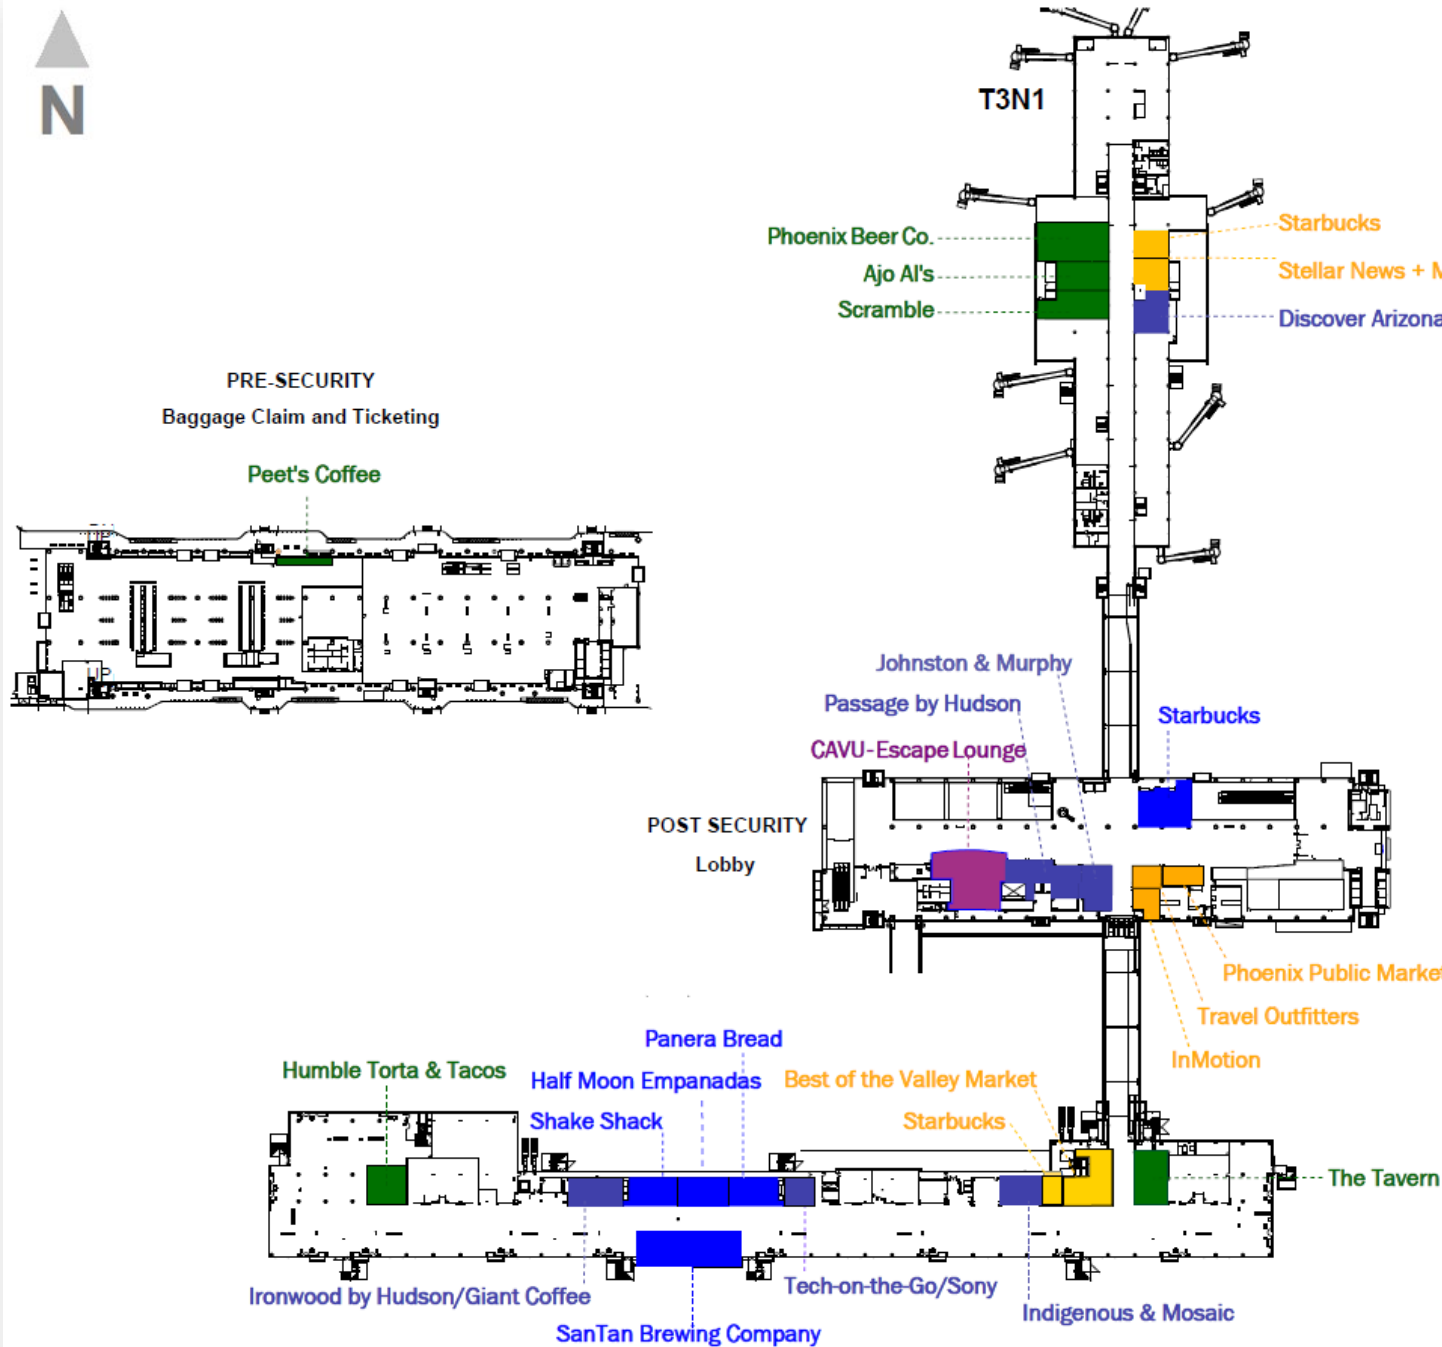 N
T3N1
Phoenix Beer Co.
Starbucks
Ajo Al's
Stellar News + M
Scramble
Discover Arizona
PRE-SECURITY
Baggage Claim and Ticketing
Peet's Coffee
Johnston & Murphy
Passage by Hudson
Starbucks
CAVU-Escape Lounge
POST SECURITY
Lobby
Phoenix Public Market
Travel Outfitters
InMotion
Panera Bread
Humble Torta & Tacos
Half Moon Empanadas
Best of the Valley Market
Shake Shack
Starbucks
The Tavern
Ironwood by Hudson/Giant Coffee
Tech-on-the-Go/Sony
Indigenous & Mosaic
SanTan Brewing Company